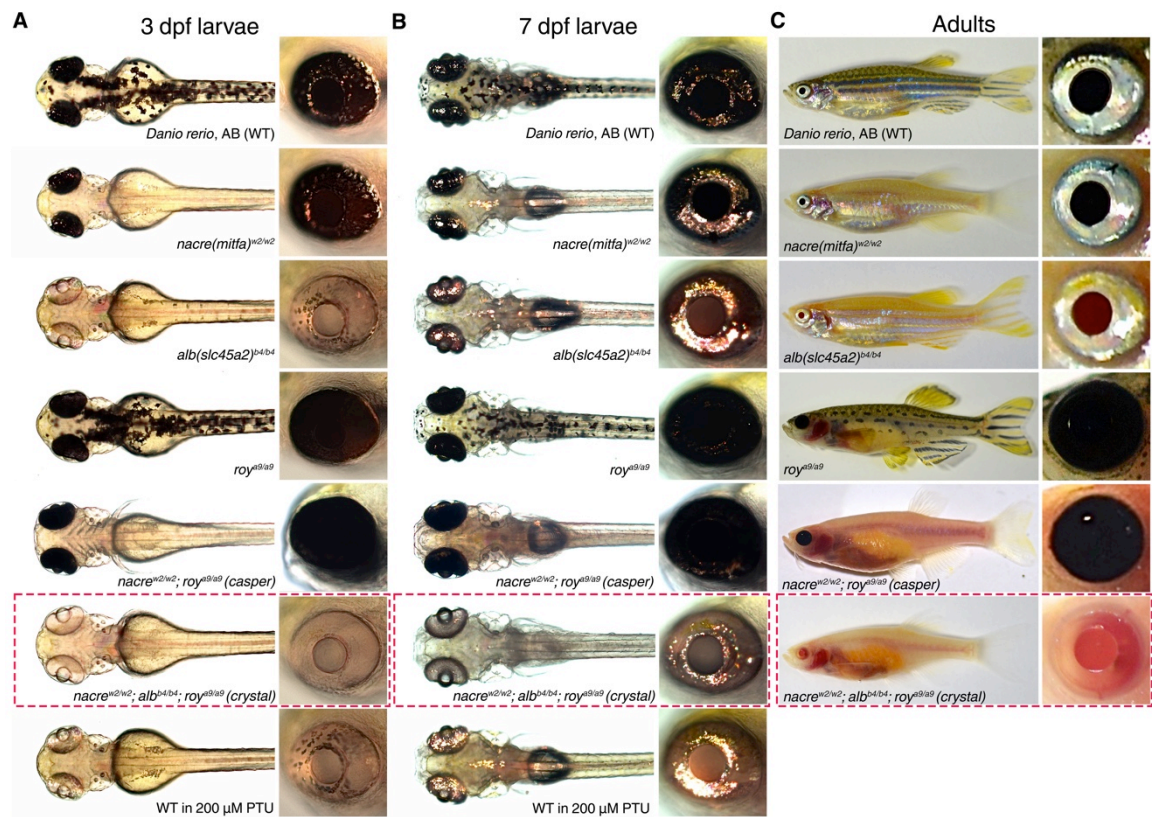 A
3 dpf larvae
Danio rerio, AB (WT)
nacre(mitfa)w2/w2
alb(slc45a2)b4/b4
roya9/a9
nacrew2/w2; roya9/a9 (casper)
nacrew2/w2; albb4/b4; roya9/a9 (crystal)
WT in 200 µM PTU
B
7 dpf larvae
Danio rerio, AB (WT)
nacre(mitfa)w2/w2
alb(slc45a2)b4/b4
roya9/a9
nacrew2/w2; roya9/a9 (casper)
nacrew2/w2; albb4/b4; roya9/a9 (crystal)
WT in 200 µM PTU
C
Adults
Danio rerio, AB (WT)
nacre(mitfa)w2/w2
alb(slc45a2)b4/b4
roya9/a9
nacrew2/w2; roya9/a9 (casper)
nacrew2/w2; albb4/b4; roya9/a9 (crystal)